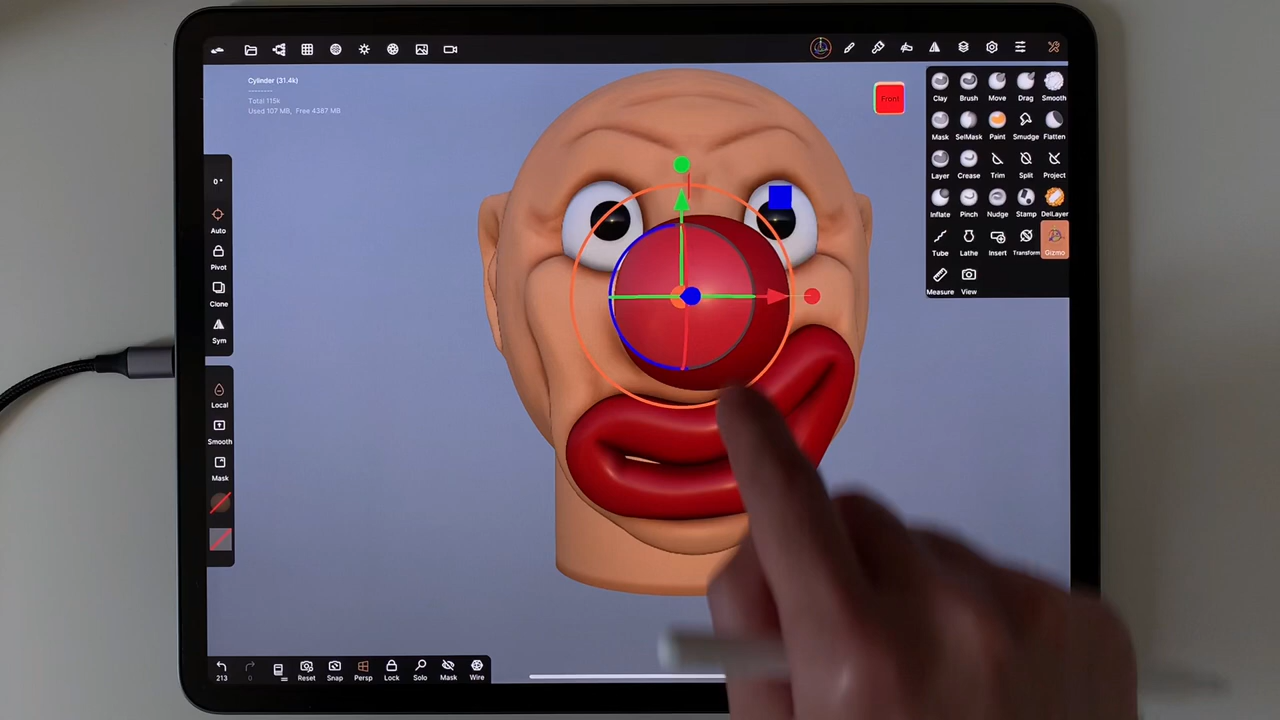 Cylinder (31.4k)
--------
Total 115k
Used 107 MB, Free 4387 MB
Front
Clay Brush Move Drag Smooth
Mask SelMask Paint Smudge Flatten
Layer Crease Trim Split Project
Inflate Pinch Nudge Stamp DelLayer
Tube Lathe Insert Transform Gizmo
Measure View
0°
Auto
Pivot
Clone
Sym
Local
Smooth
Mask
213 0 Reset Snap Persp Lock Solo Mask Wire